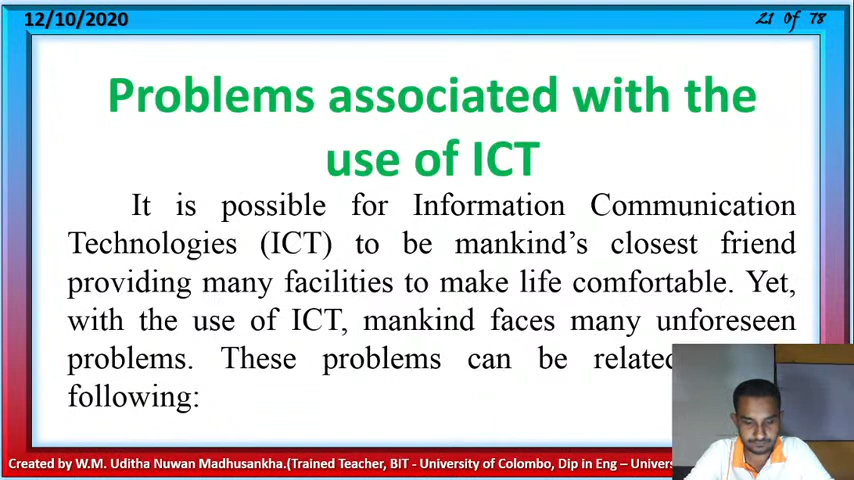 12/10/2020
21 of 78
Problems associated with the
use of ICT
It is possible for Information Communication
Technologies (ICT) to be mankind's closest friend
providing many facilities to make life comfortable. Yet,
with the use of ICT, mankind faces many unforeseen
problems. These problems can be related
following:
Created by W.M. Uditha Nuwan Madhusankha.(Trained Teacher, BIT - University of Colombo, Dip in Eng –